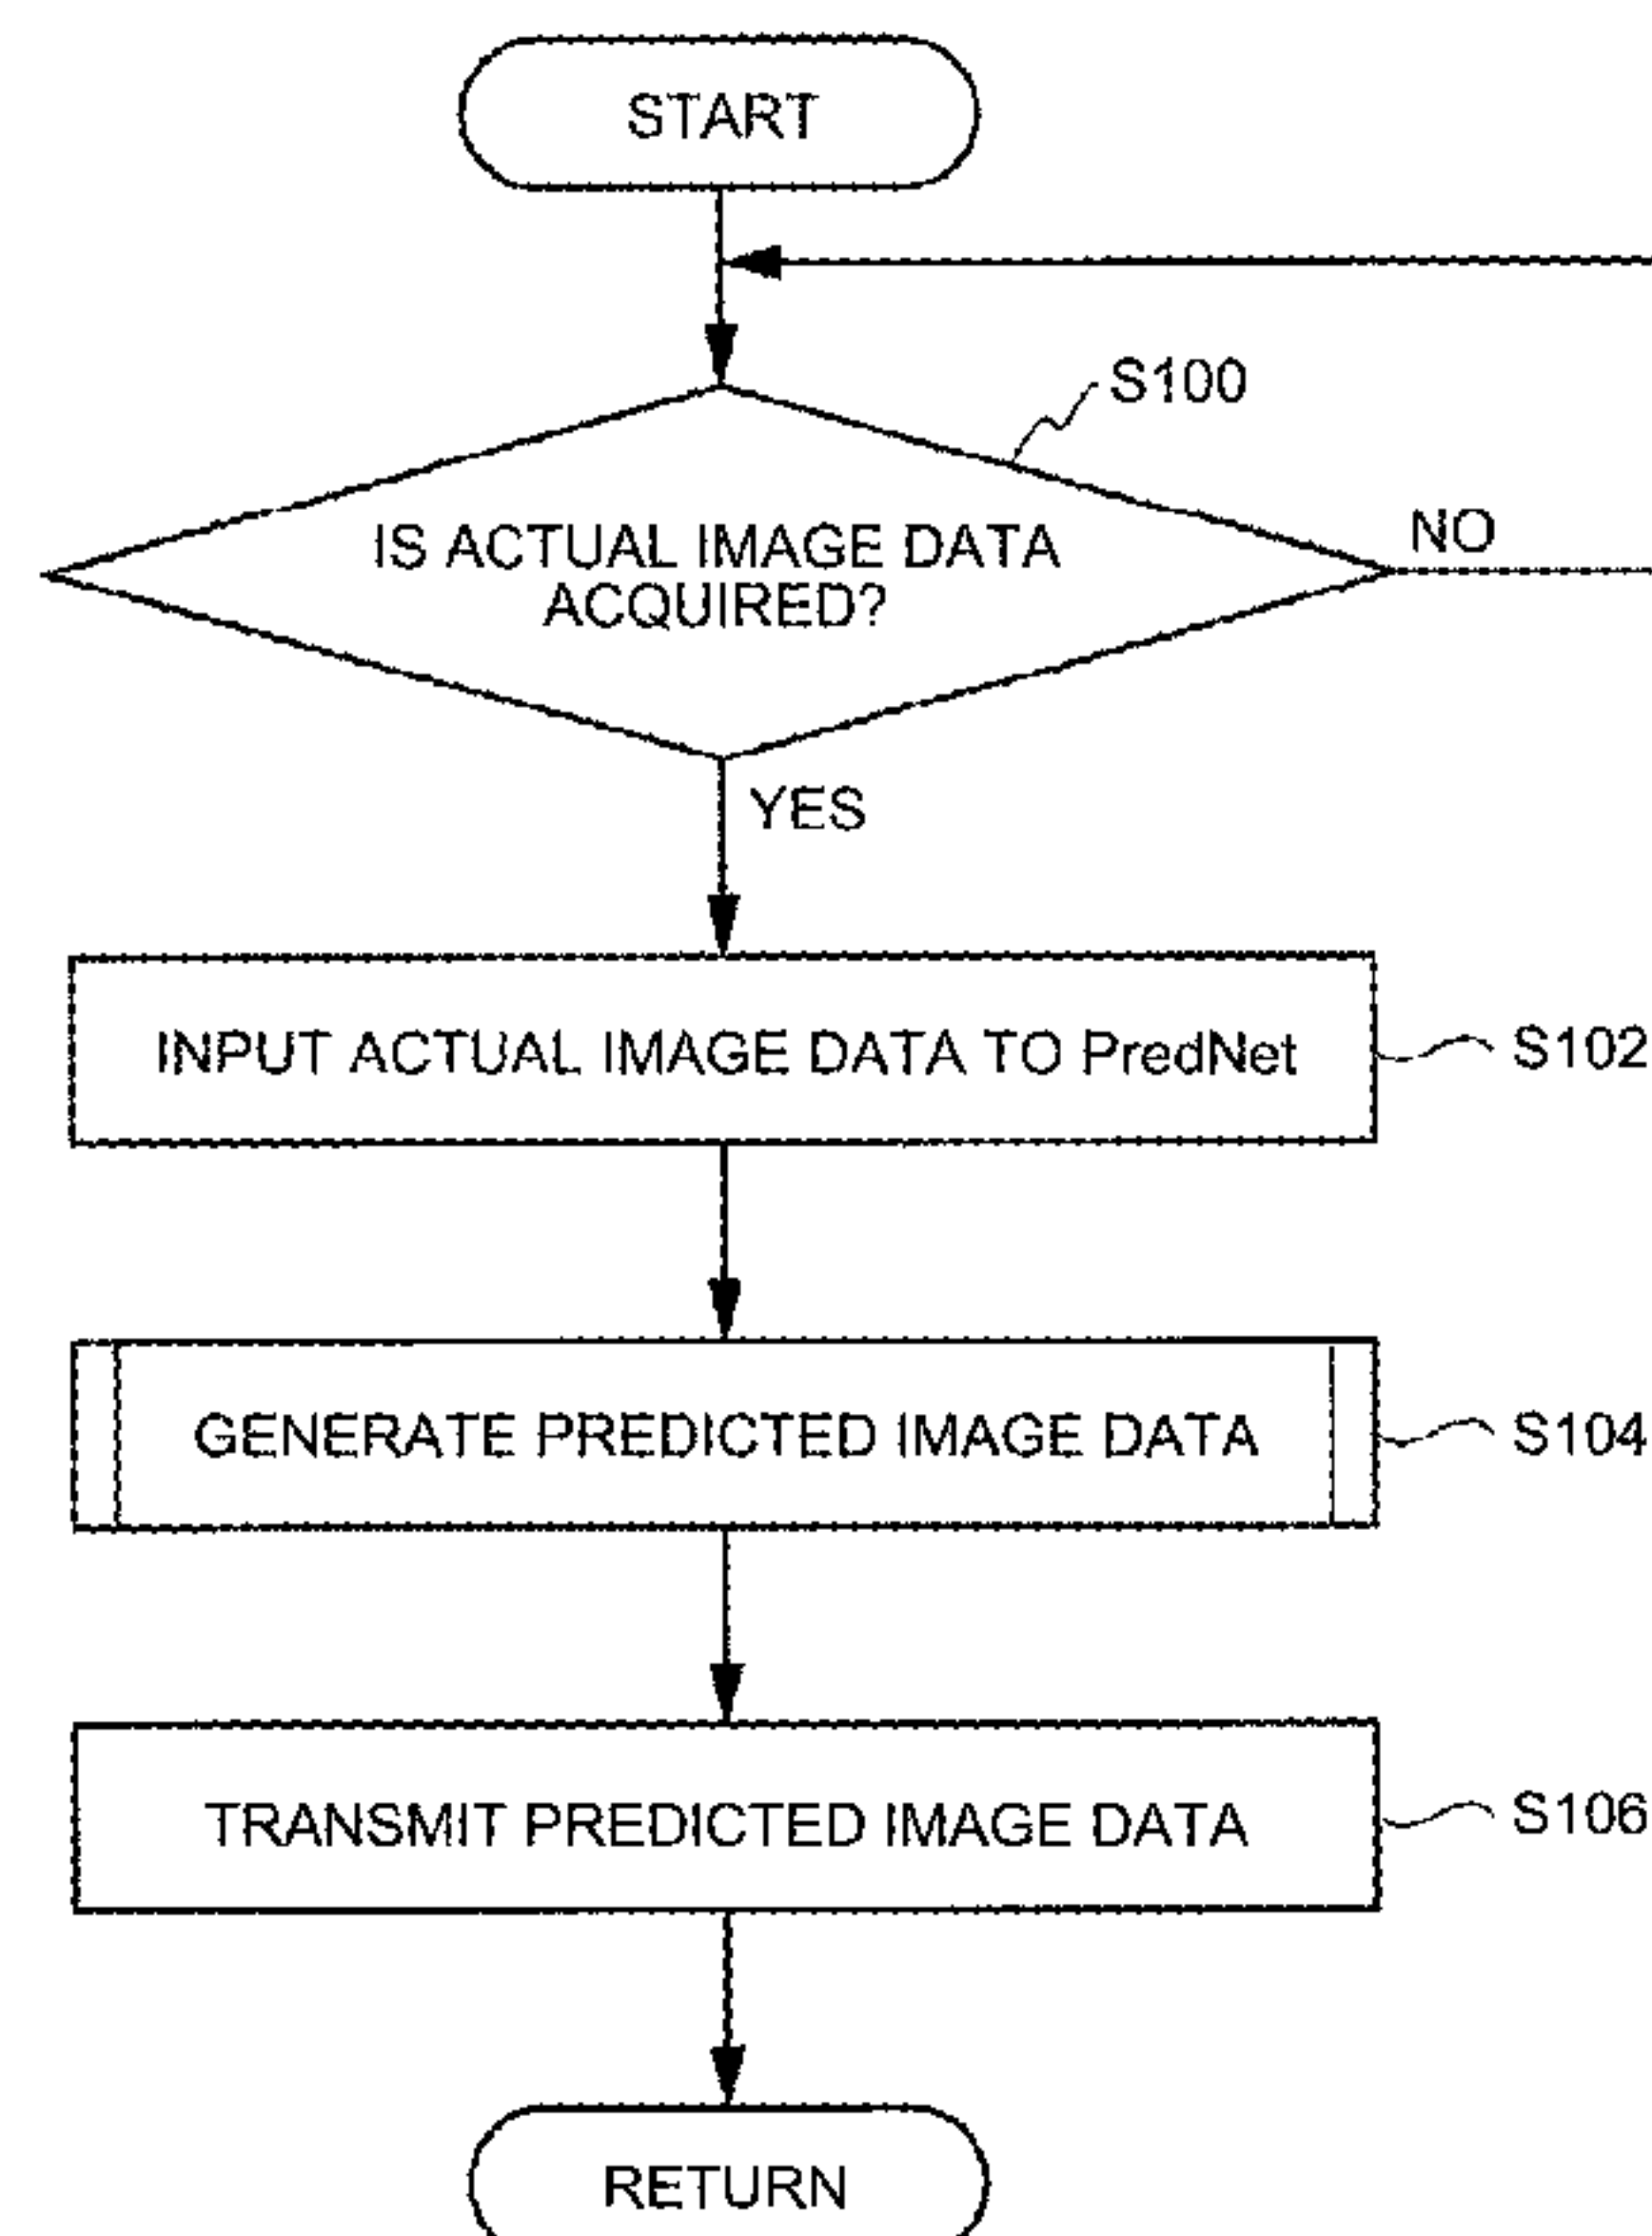 START
S100
IS ACTUAL IMAGE DATA
ACQUIRED?
NO
YES
INPUT ACTUAL IMAGE DATA TO PredNet
S102
GENERATE PREDICTED IMAGE DATA
S104
TRANSMIT PREDICTED IMAGE DATA
S106
RETURN